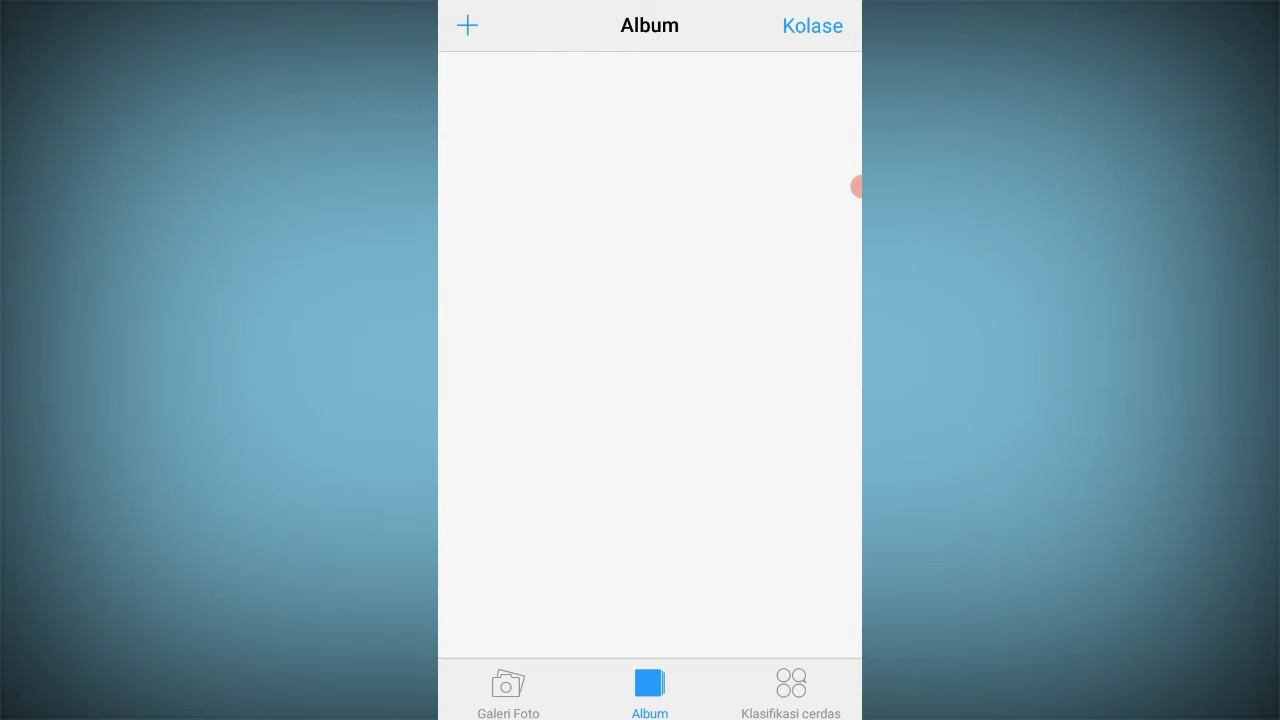 Album
Kolase
Galeri Foto
Album
Klasifikasi cerdas